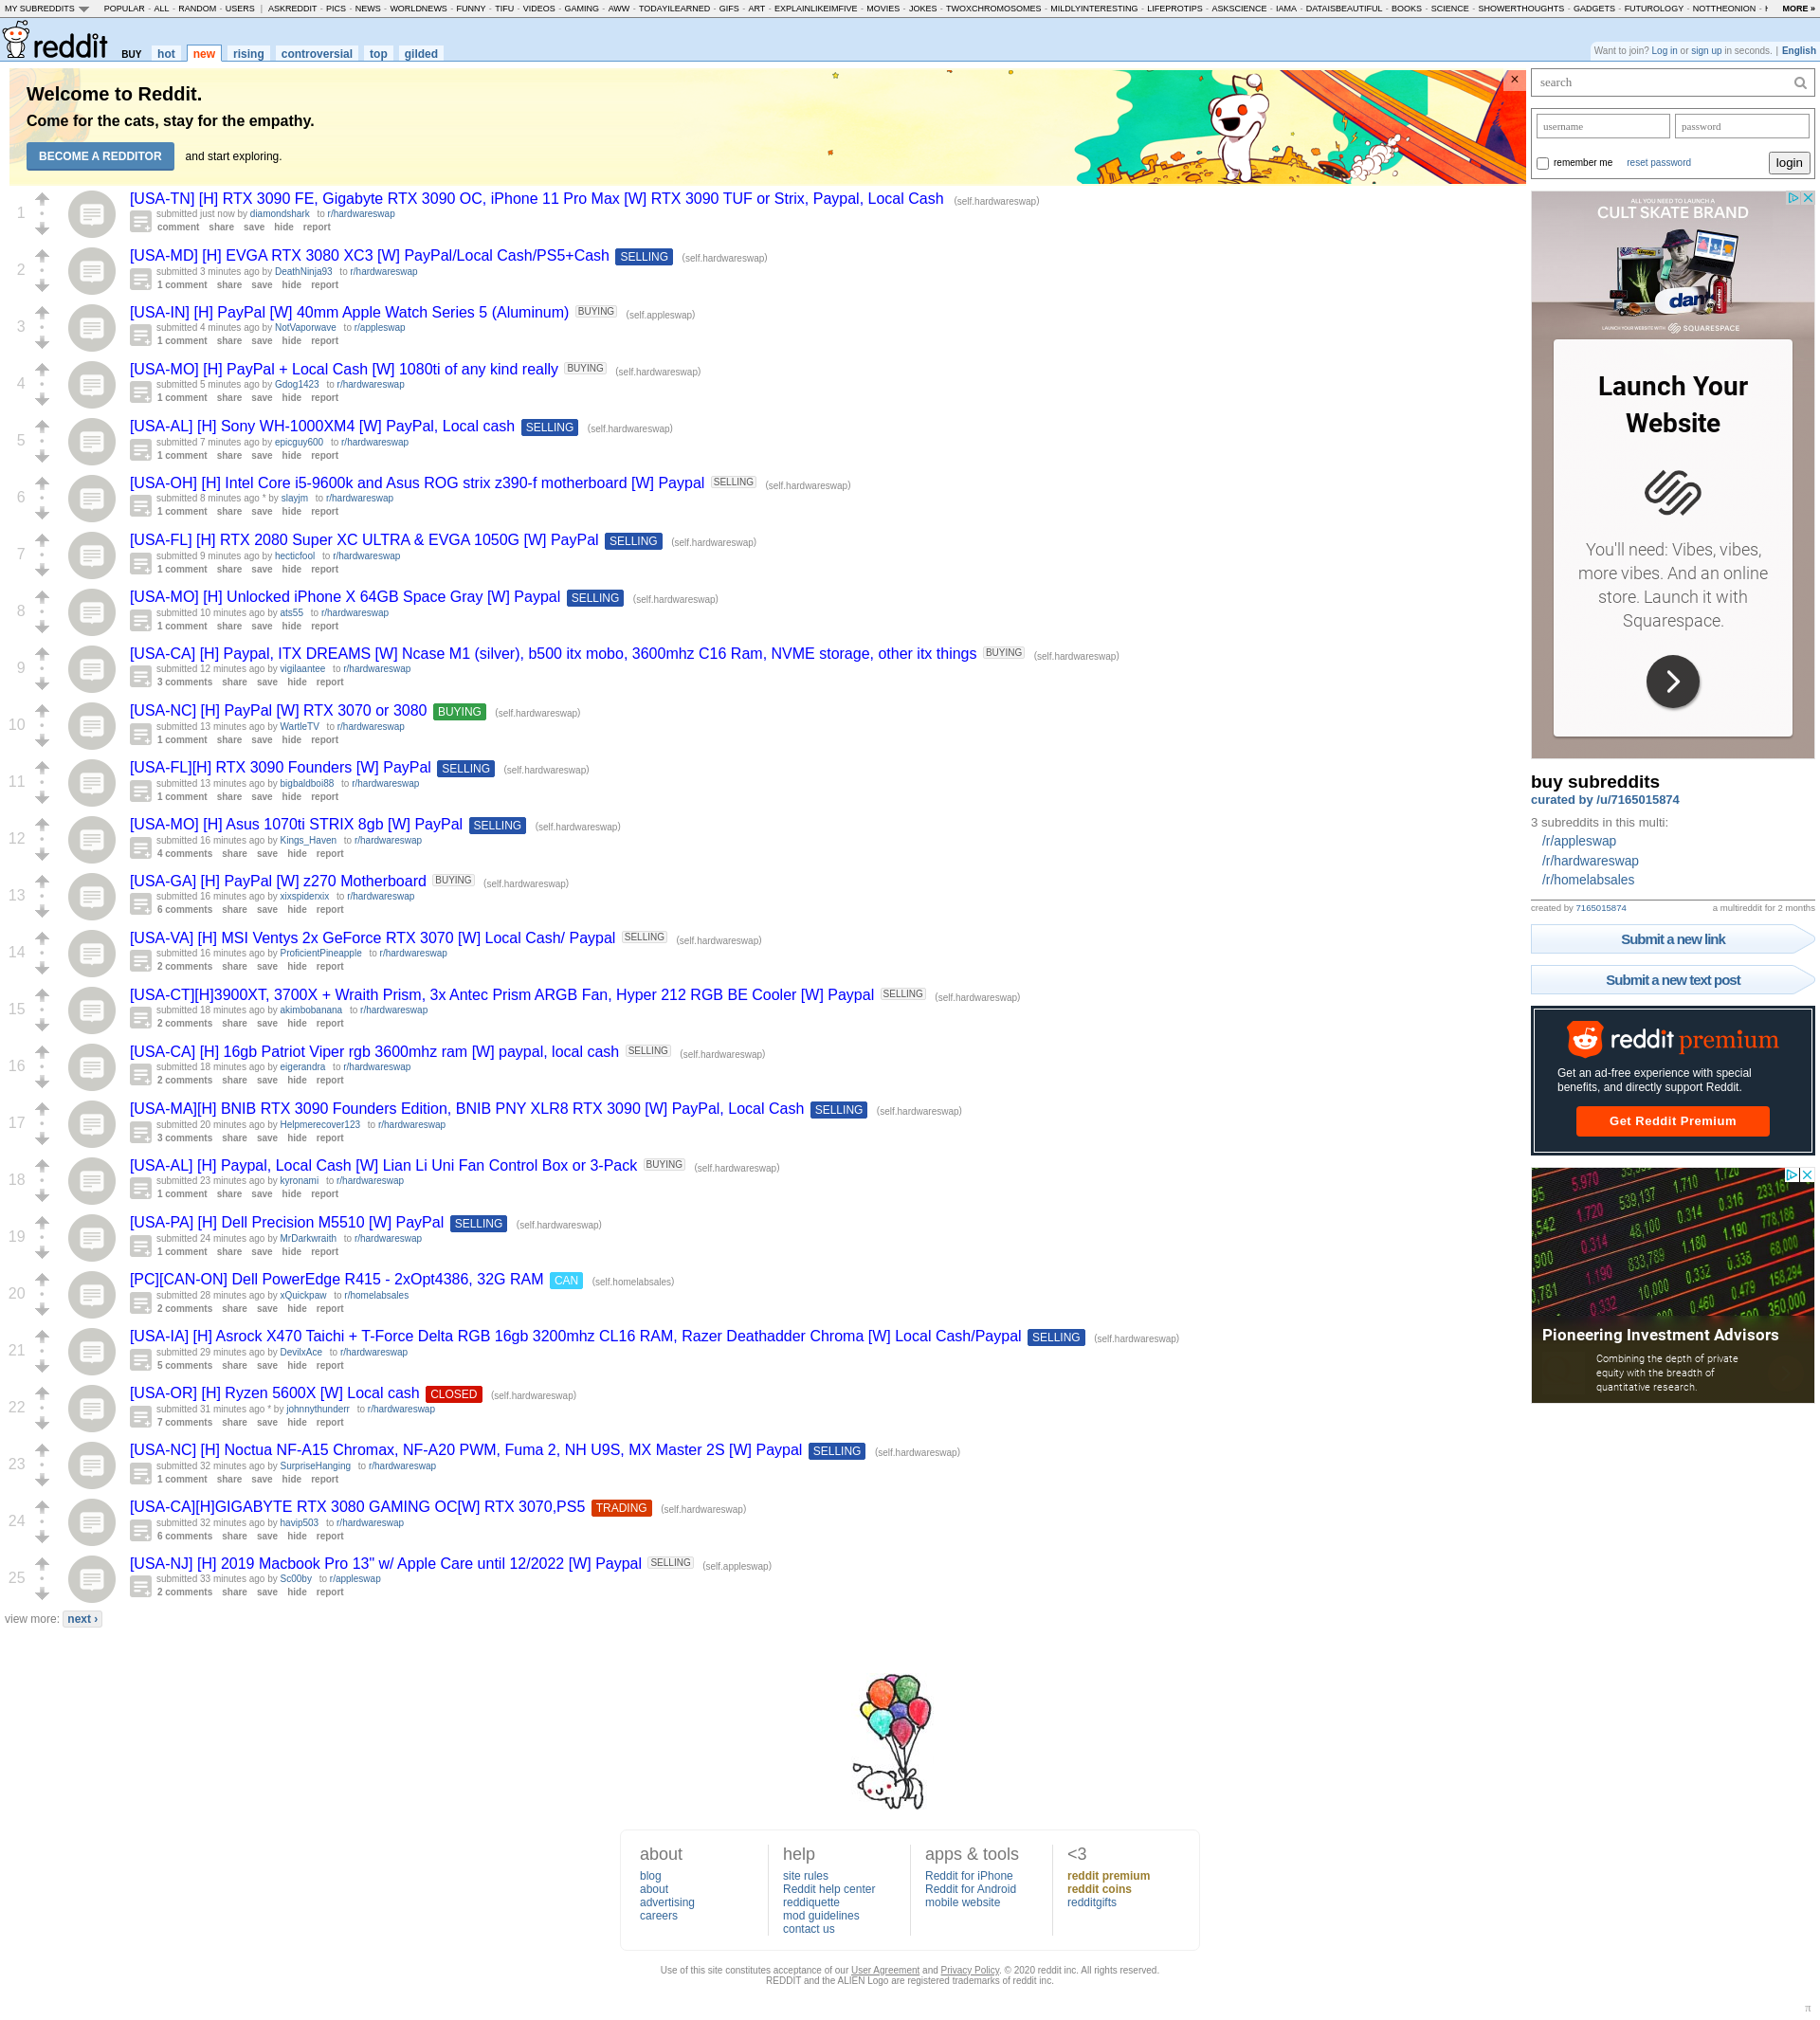 MY SUBREDDITS POPULAR - ALL - RANDOM - USERS | ASKREDDIT - PICS - NEWS - WORLDNEWS - FUNNY - TIFU - VIDEOS - GAMING - AWW - TODAYILEARNED - GIFS - ART - EXPLAINLIKEIMFIVE - MOVIES - JOKES - TWOXCHROMOSOMES - MILDLYINTERESTING - LIFEPROTIPS - ASKSCIENCE - IAMA - DATAISBEAUTIFUL - BOOKS - SCIENCE - SHOWERTHOUGHTS - GADGETS - FUTUROLOGY - NOTTHEONION - MORE »
reddit BUY hot new rising controversial top gilded
Want to join? Log in or sign up in seconds. | English
Welcome to Reddit.
Come for the cats, stay for the empathy.
BECOME A REDDITOR and start exploring.
×
1
[USA-TN] [H] RTX 3090 FE, Gigabyte RTX 3090 OC, iPhone 11 Pro Max [W] RTX 3090 TUF or Strix, Paypal, Local Cash (self.hardwareswap)
submitted just now by diamondshark to r/hardwareswap
comment share save hide report
2
[USA-MD] [H] EVGA RTX 3080 XC3 [W] PayPal/Local Cash/PS5+Cash SELLING (self.hardwareswap)
submitted 3 minutes ago by DeathNinja93 to r/hardwareswap
1 comment share save hide report
3
[USA-IN] [H] PayPal [W] 40mm Apple Watch Series 5 (Aluminum) BUYING (self.appleswap)
submitted 4 minutes ago by NotVaporwave to r/appleswap
1 comment share save hide report
4
[USA-MO] [H] PayPal + Local Cash [W] 1080ti of any kind really BUYING (self.hardwareswap)
submitted 5 minutes ago by Gdog1423 to r/hardwareswap
1 comment share save hide report
5
[USA-AL] [H] Sony WH-1000XM4 [W] PayPal, Local cash SELLING (self.hardwareswap)
submitted 7 minutes ago by epicguy600 to r/hardwareswap
1 comment share save hide report
6
[USA-OH] [H] Intel Core i5-9600k and Asus ROG strix z390-f motherboard [W] Paypal SELLING (self.hardwareswap)
submitted 8 minutes ago * by slayjm to r/hardwareswap
1 comment share save hide report
7
[USA-FL] [H] RTX 2080 Super XC ULTRA & EVGA 1050G [W] PayPal SELLING (self.hardwareswap)
submitted 9 minutes ago by hecticfool to r/hardwareswap
1 comment share save hide report
8
[USA-MO] [H] Unlocked iPhone X 64GB Space Gray [W] Paypal SELLING (self.hardwareswap)
submitted 10 minutes ago by ats55 to r/hardwareswap
1 comment share save hide report
9
[USA-CA] [H] Paypal, ITX DREAMS [W] Ncase M1 (silver), b500 itx mobo, 3600mhz C16 Ram, NVME storage, other itx things BUYING (self.hardwareswap)
submitted 12 minutes ago by vigilaantee to r/hardwareswap
3 comments share save hide report
10
[USA-NC] [H] PayPal [W] RTX 3070 or 3080 BUYING (self.hardwareswap)
submitted 13 minutes ago by WartleTV to r/hardwareswap
1 comment share save hide report
11
[USA-FL][H] RTX 3090 Founders [W] PayPal SELLING (self.hardwareswap)
submitted 13 minutes ago by bigbaldboi88 to r/hardwareswap
1 comment share save hide report
12
[USA-MO] [H] Asus 1070ti STRIX 8gb [W] PayPal SELLING (self.hardwareswap)
submitted 16 minutes ago by Kings_Haven to r/hardwareswap
4 comments share save hide report
13
[USA-GA] [H] PayPal [W] z270 Motherboard BUYING (self.hardwareswap)
submitted 16 minutes ago by xixspiderxix to r/hardwareswap
6 comments share save hide report
14
[USA-VA] [H] MSI Ventys 2x GeForce RTX 3070 [W] Local Cash/ Paypal SELLING (self.hardwareswap)
submitted 16 minutes ago by ProficientPineapple to r/hardwareswap
2 comments share save hide report
15
[USA-CT][H]3900XT, 3700X + Wraith Prism, 3x Antec Prism ARGB Fan, Hyper 212 RGB BE Cooler [W] Paypal SELLING (self.hardwareswap)
submitted 18 minutes ago by akimbobanana to r/hardwareswap
2 comments share save hide report
16
[USA-CA] [H] 16gb Patriot Viper rgb 3600mhz ram [W] paypal, local cash SELLING (self.hardwareswap)
submitted 18 minutes ago by eigerandra to r/hardwareswap
2 comments share save hide report
17
[USA-MA][H] BNIB RTX 3090 Founders Edition, BNIB PNY XLR8 RTX 3090 [W] PayPal, Local Cash SELLING (self.hardwareswap)
submitted 20 minutes ago by Helpmerecover123 to r/hardwareswap
3 comments share save hide report
18
[USA-AL] [H] Paypal, Local Cash [W] Lian Li Uni Fan Control Box or 3-Pack BUYING (self.hardwareswap)
submitted 23 minutes ago by kyronami to r/hardwareswap
1 comment share save hide report
19
[USA-PA] [H] Dell Precision M5510 [W] PayPal SELLING (self.hardwareswap)
submitted 24 minutes ago by MrDarkwraith to r/hardwareswap
1 comment share save hide report
20
[PC][CAN-ON] Dell PowerEdge R415 - 2xOpt4386, 32G RAM CAN (self.homelabsales)
submitted 28 minutes ago by xQuickpaw to r/homelabsales
2 comments share save hide report
21
[USA-IA] [H] Asrock X470 Taichi + T-Force Delta RGB 16gb 3200mhz CL16 RAM, Razer Deathadder Chroma [W] Local Cash/Paypal SELLING (self.hardwareswap)
submitted 29 minutes ago by DevilxAce to r/hardwareswap
5 comments share save hide report
22
[USA-OR] [H] Ryzen 5600X [W] Local cash CLOSED (self.hardwareswap)
submitted 31 minutes ago * by johnnythunderr to r/hardwareswap
7 comments share save hide report
23
[USA-NC] [H] Noctua NF-A15 Chromax, NF-A20 PWM, Fuma 2, NH U9S, MX Master 2S [W] Paypal SELLING (self.hardwareswap)
submitted 32 minutes ago by SurpriseHanging to r/hardwareswap
1 comment share save hide report
24
[USA-CA][H]GIGABYTE RTX 3080 GAMING OC[W] RTX 3070,PS5 TRADING (self.hardwareswap)
submitted 32 minutes ago by havip503 to r/hardwareswap
6 comments share save hide report
25
[USA-NJ] [H] 2019 Macbook Pro 13" w/ Apple Care until 12/2022 [W] Paypal SELLING (self.appleswap)
submitted 33 minutes ago by Sc00by to r/appleswap
2 comments share save hide report
view more: next ›
search
username password
remember me reset password login
ALL YOU NEED TO LAUNCH A
CULT SKATE BRAND
dan
LAUNCH YOUR WEBSITE WITH SQUARESPACE
Launch Your
Website
You'll need: Vibes, vibes,
more vibes. And an online
store. Launch it with
Squarespace.
buy subreddits
curated by /u/7165015874
3 subreddits in this multi:
/r/appleswap
/r/hardwareswap
/r/homelabsales
created by 7165015874 a multireddit for 2 months
Submit a new link
Submit a new text post
reddit premium
Get an ad-free experience with special
benefits, and directly support Reddit.
Get Reddit Premium
Pioneering Investment Advisors
Combining the depth of private
equity with the breadth of
quantitative research.
about help apps & tools <3
blog site rules Reddit for iPhone reddit premium
about Reddit help center Reddit for Android reddit coins
advertising reddiquette mobile website redditgifts
careers mod guidelines
contact us
Use of this site constitutes acceptance of our User Agreement and Privacy Policy. © 2020 reddit inc. All rights reserved.
REDDIT and the ALIEN Logo are registered trademarks of reddit inc.
π